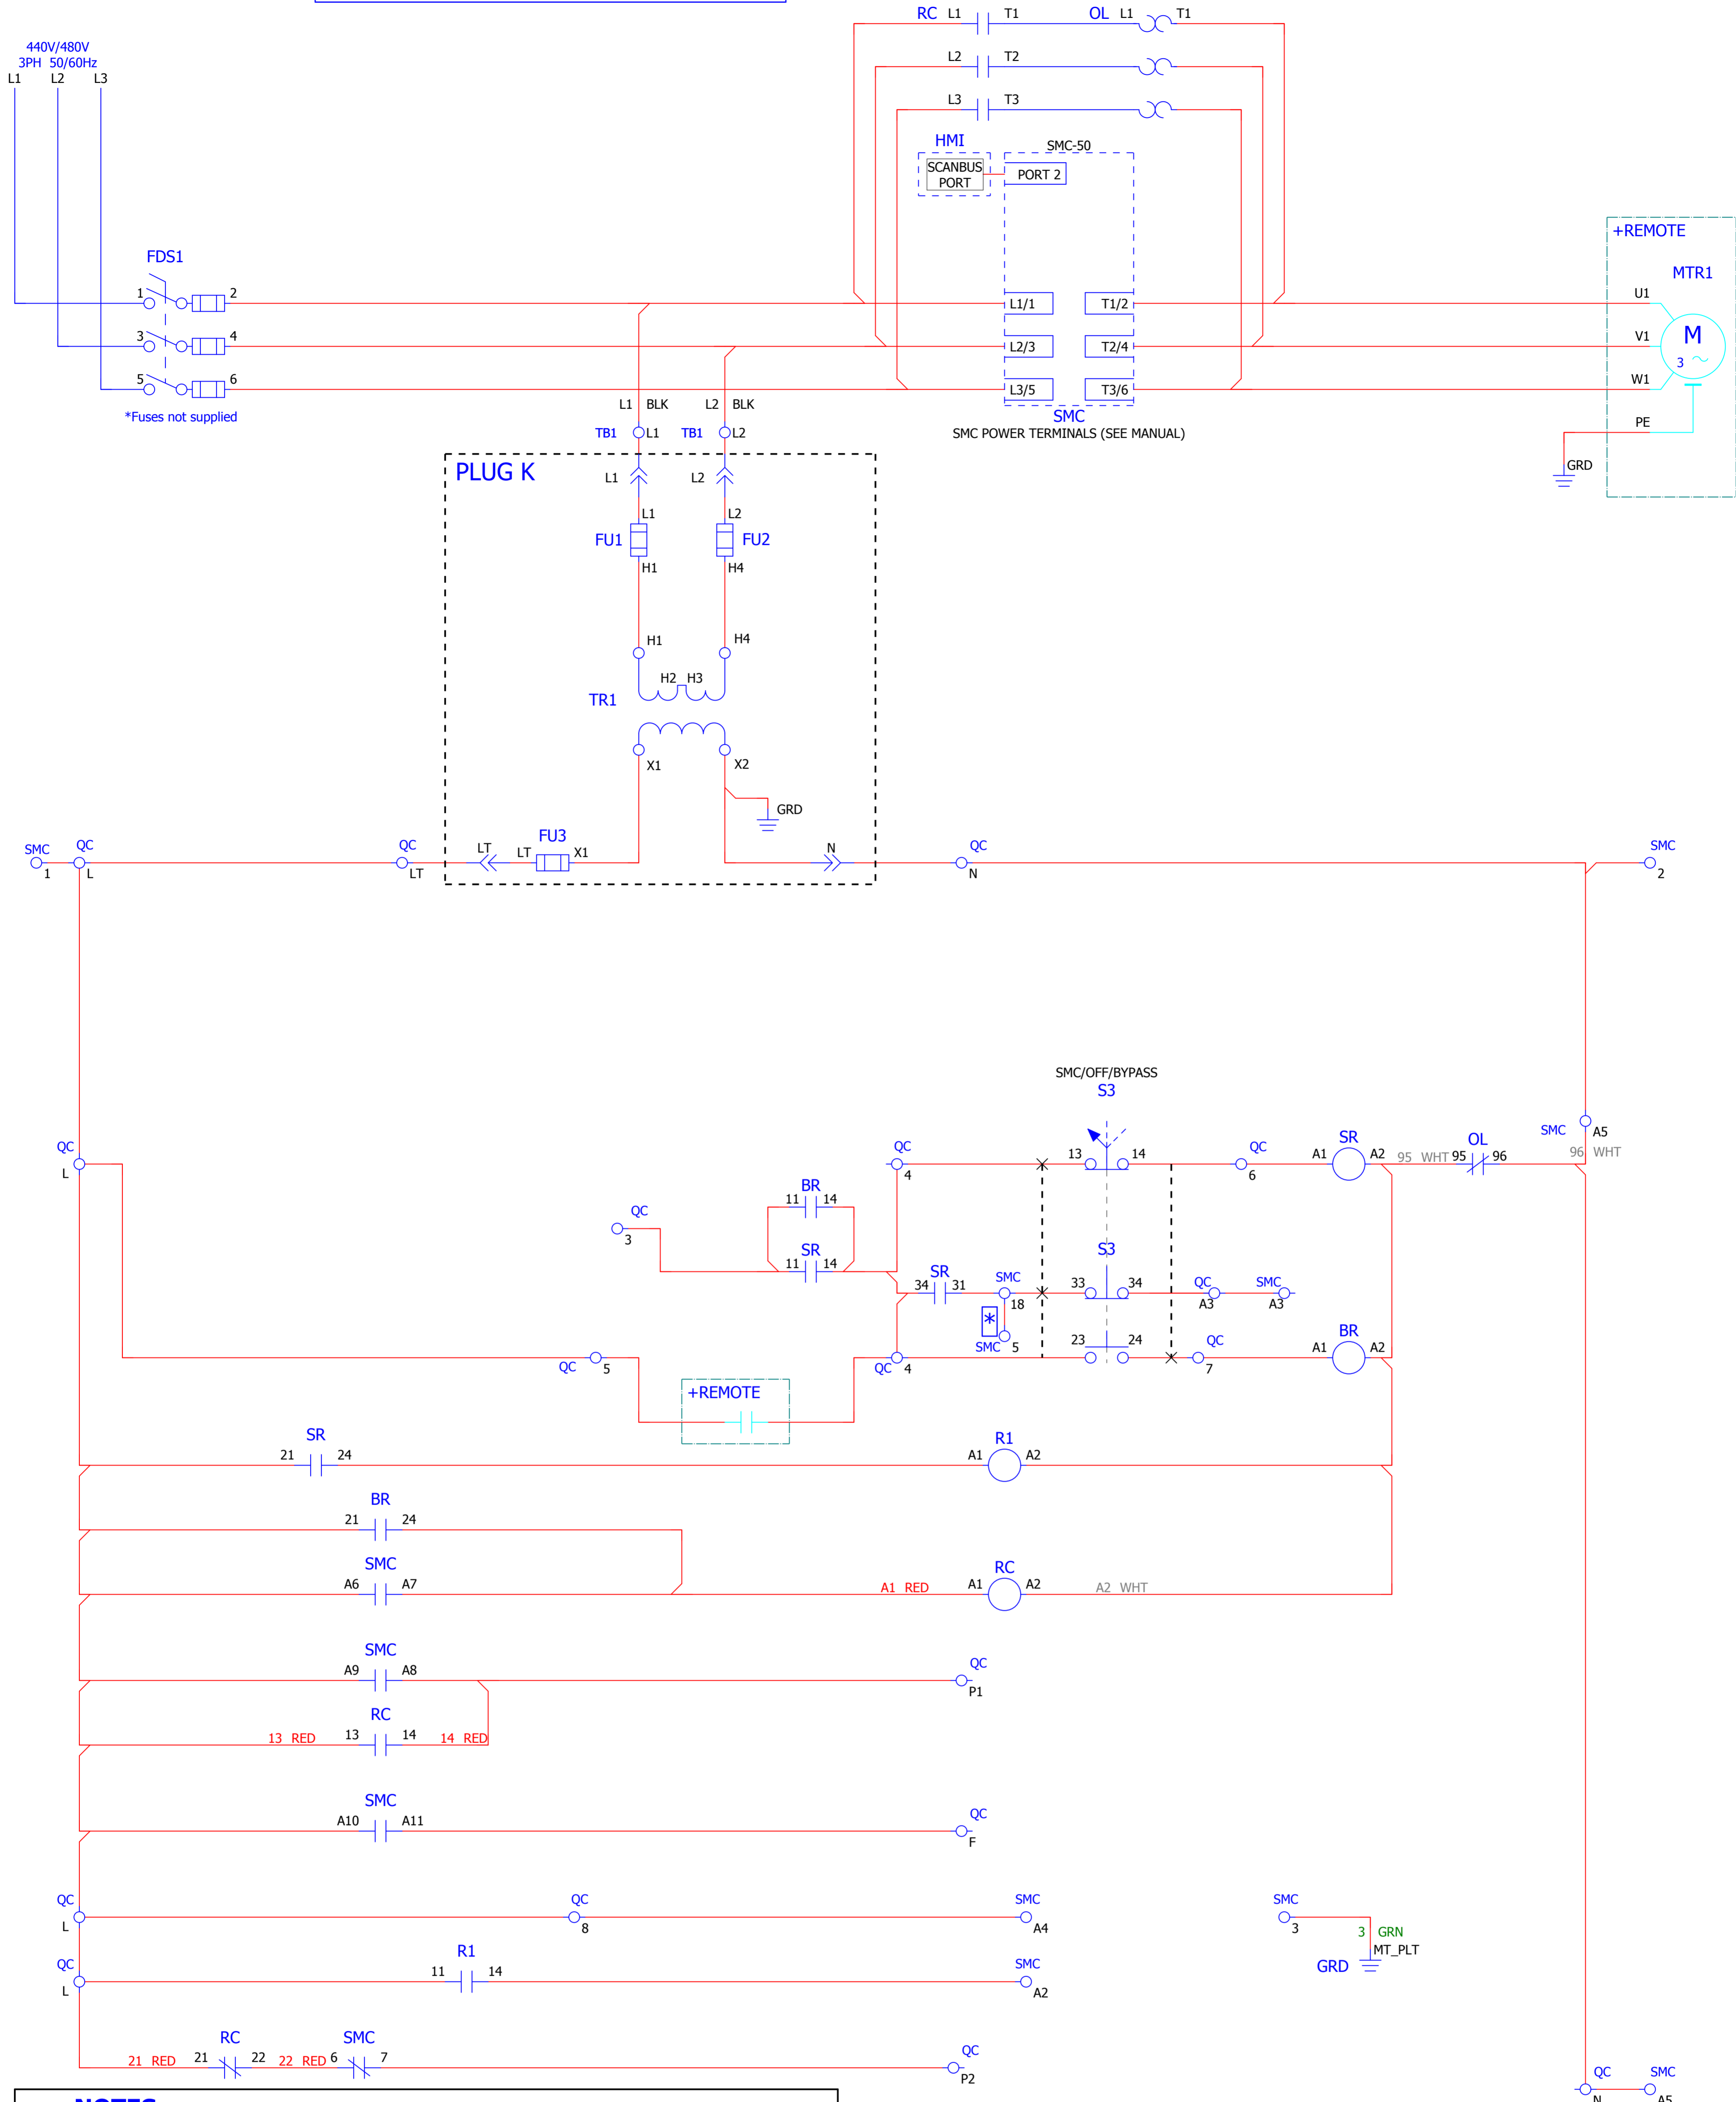 RC L1 T1 OL L1 T1
440V/480V
3PH 50/60Hz
L1 L2 L3
L2 T2
L3 T3
HMI
SMC-50
SCANBUS
PORT
PORT 2
+REMOTE
MTR1
FDS1
1 2
L1/1 T1/2
U1
3 4
L2/3 T2/4
V1
M
3
5 6
L3/5 T3/6
W1
*Fuses not supplied
L1 BLK L2 BLK
SMC
SMC POWER TERMINALS (SEE MANUAL)
PE
GRD
TB1 L1 TB1 L2
PLUG K
L1 L2
L1 L2
FU1 FU2
H1 H4
H1 H4
H2 H3
TR1
X1 X2
GRD
FU3
SMC QC QC LT LT X1 N QC SMC
1 L LT N 2
SMC/OFF/BYPASS
S3
SMC A5
QC QC 13 14 QC SR OL
L 4 6 A1 A2 95 WHT 95 96 96 WHT
BR
11 14
QC
3
SR
11 14
S3
SR
34 31
SMC
18
33 34
QC SMC
A3 A3
*
SMC 5
23 24
QC
7
BR
A1 A2
QC 5
QC 4
+REMOTE
SR
21 24
R1
A1 A2
BR
21 24
SMC
A6 A7
RC
A1 RED A1 A2 A2 WHT
SMC
A9 A8
QC
P1
RC
13 RED 13 14 14 RED
SMC
A10 A11
QC
F
QC QC SMC SMC
L 8 A4 3
3 GRN
MT_PLT
GRD
QC R1 SMC
L 11 14 A2
RC SMC
21 RED 21 22 22 RED 6 7
QC
P2
QC SMC
N A5
NOTES